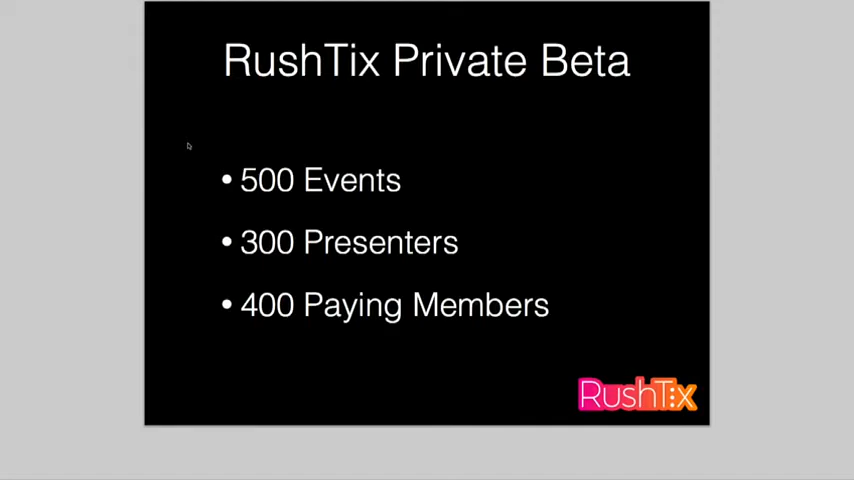 RushTix Private Beta
• 500 Events
• 300 Presenters
• 400 Paying Members
RushTix